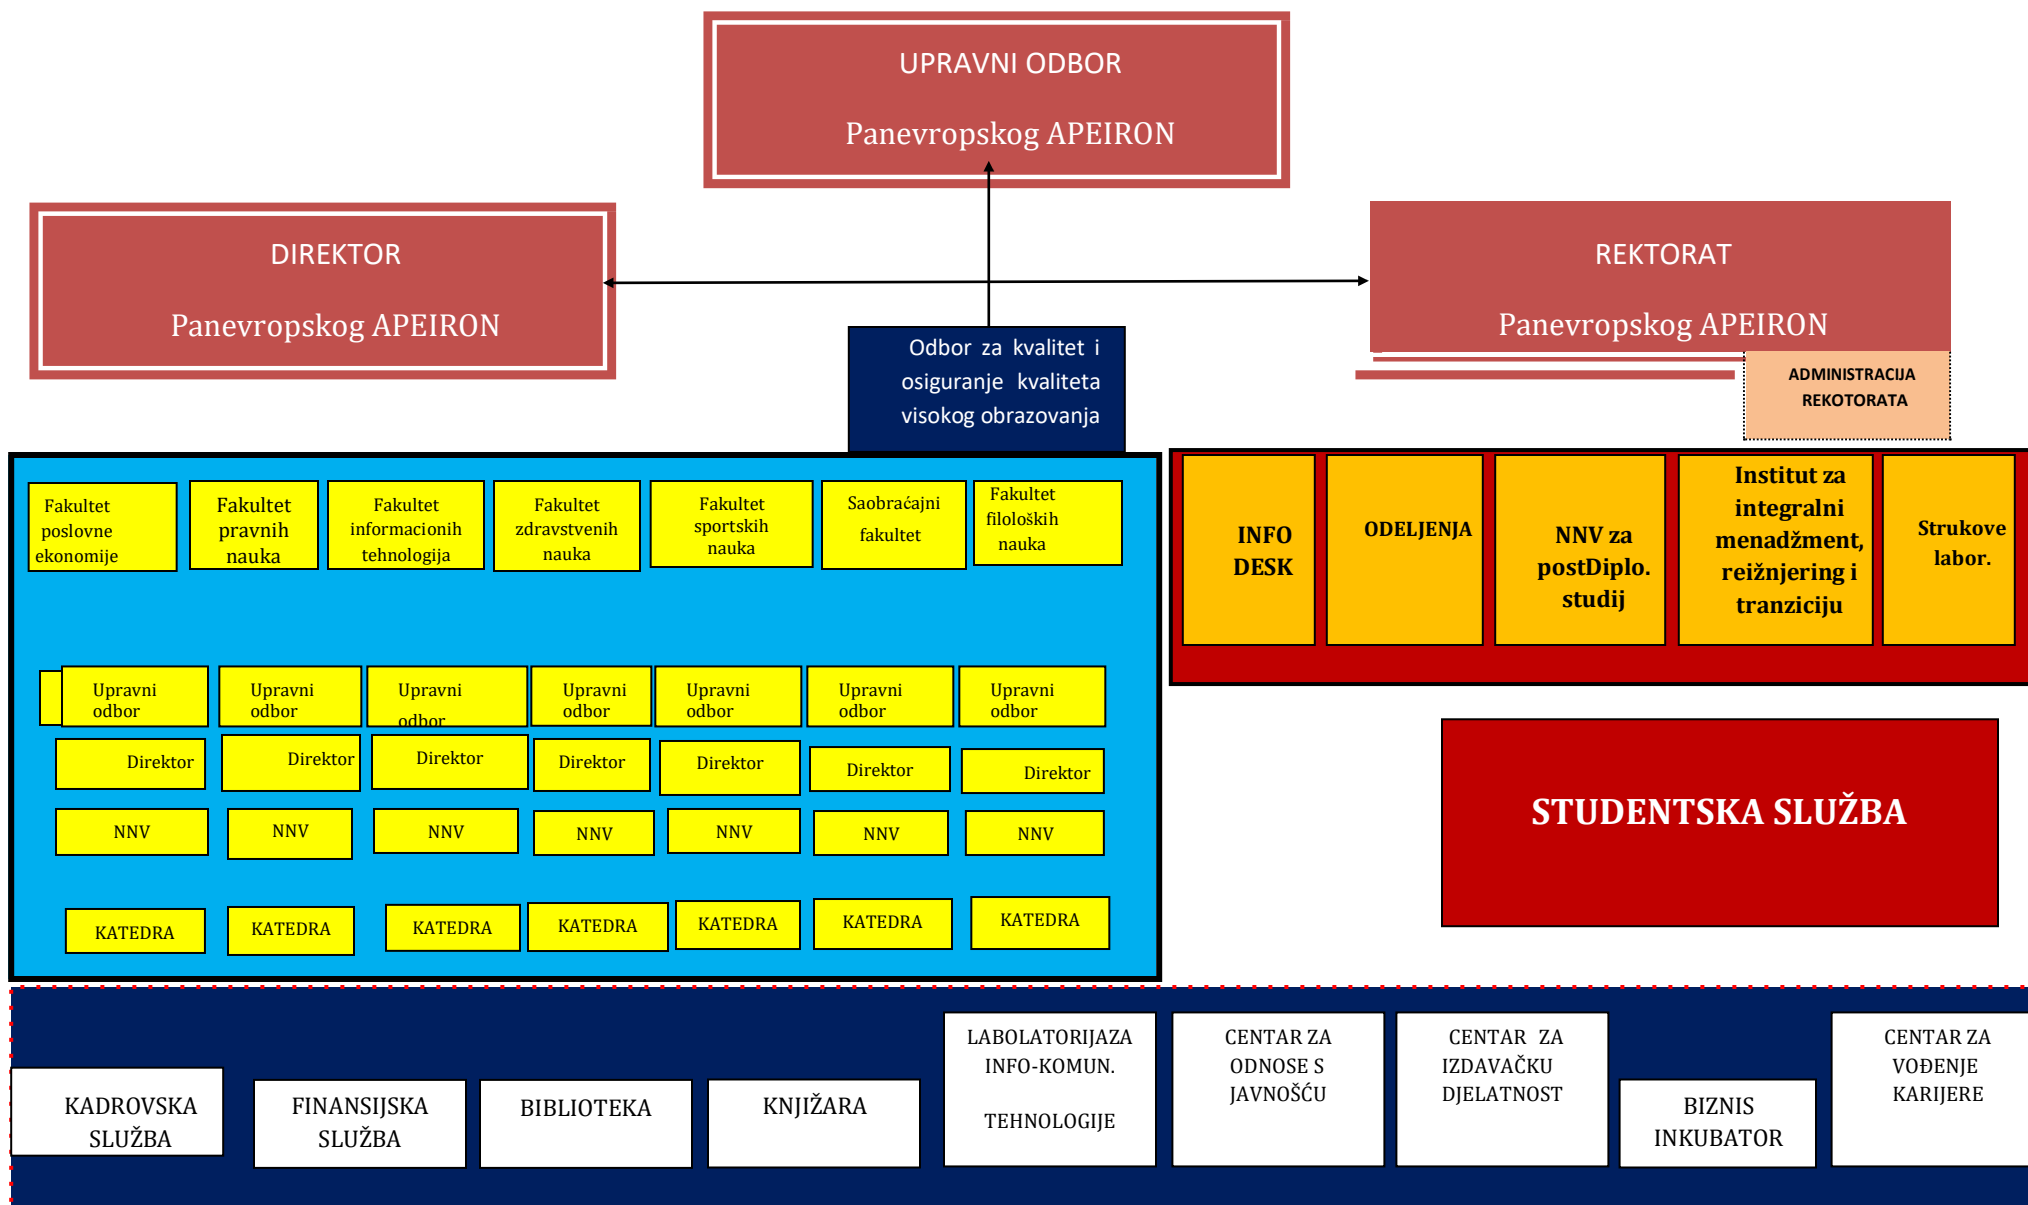 UPRAVNI ODBOR
Panevropskog APEIRON
DIREKTOR
Panevropskog APEIRON
REKTORAT
Panevropskog APEIRON
ADMINISTRACIJA
REKOTORATA
Odbor za kvalitet i
osiguranje kvaliteta
visokog obrazovanja
Fakultet
poslovne
ekonomije
Fakultet
pravnih
nauka
Fakultet
informacionih
tehnologija
Fakultet
zdravstvenih
nauka
Fakultet
sportskih
nauka
Saobraćajni
fakultet
Fakultet
filoloških
nauka
INFO
DESK
ODELJENJA
NNV za
postDiplo.
studij
Institut za
integralni
menadžment,
reižnjering i
tranziciju
Strukove
labor.
Upravni
odbor
Upravni
odbor
Upravni
odbor
Upravni
odbor
Upravni
odbor
Upravni
odbor
Upravni
odbor
Direktor
Direktor
Direktor
Direktor
Direktor
Direktor
Direktor
NNV
NNV
NNV
NNV
NNV
NNV
NNV
KATEDRA
KATEDRA
KATEDRA
KATEDRA
KATEDRA
KATEDRA
KATEDRA
STUDENTSKA SLUŽBA
KADROVSKA
SLUŽBA
FINANSIJSKA
SLUŽBA
BIBLIOTEKA
KNJIŽARA
LABOLATORIJAZA
INFO-KOMUN.
TEHNOLOGIJE
CENTAR ZA
ODNOSE S
JAVNOŠĆU
CENTAR ZA
IZDAVAČKU
DJELATNOST
BIZNIS
INKUBATOR
CENTAR ZA
VOĐENJE
KARIJERE